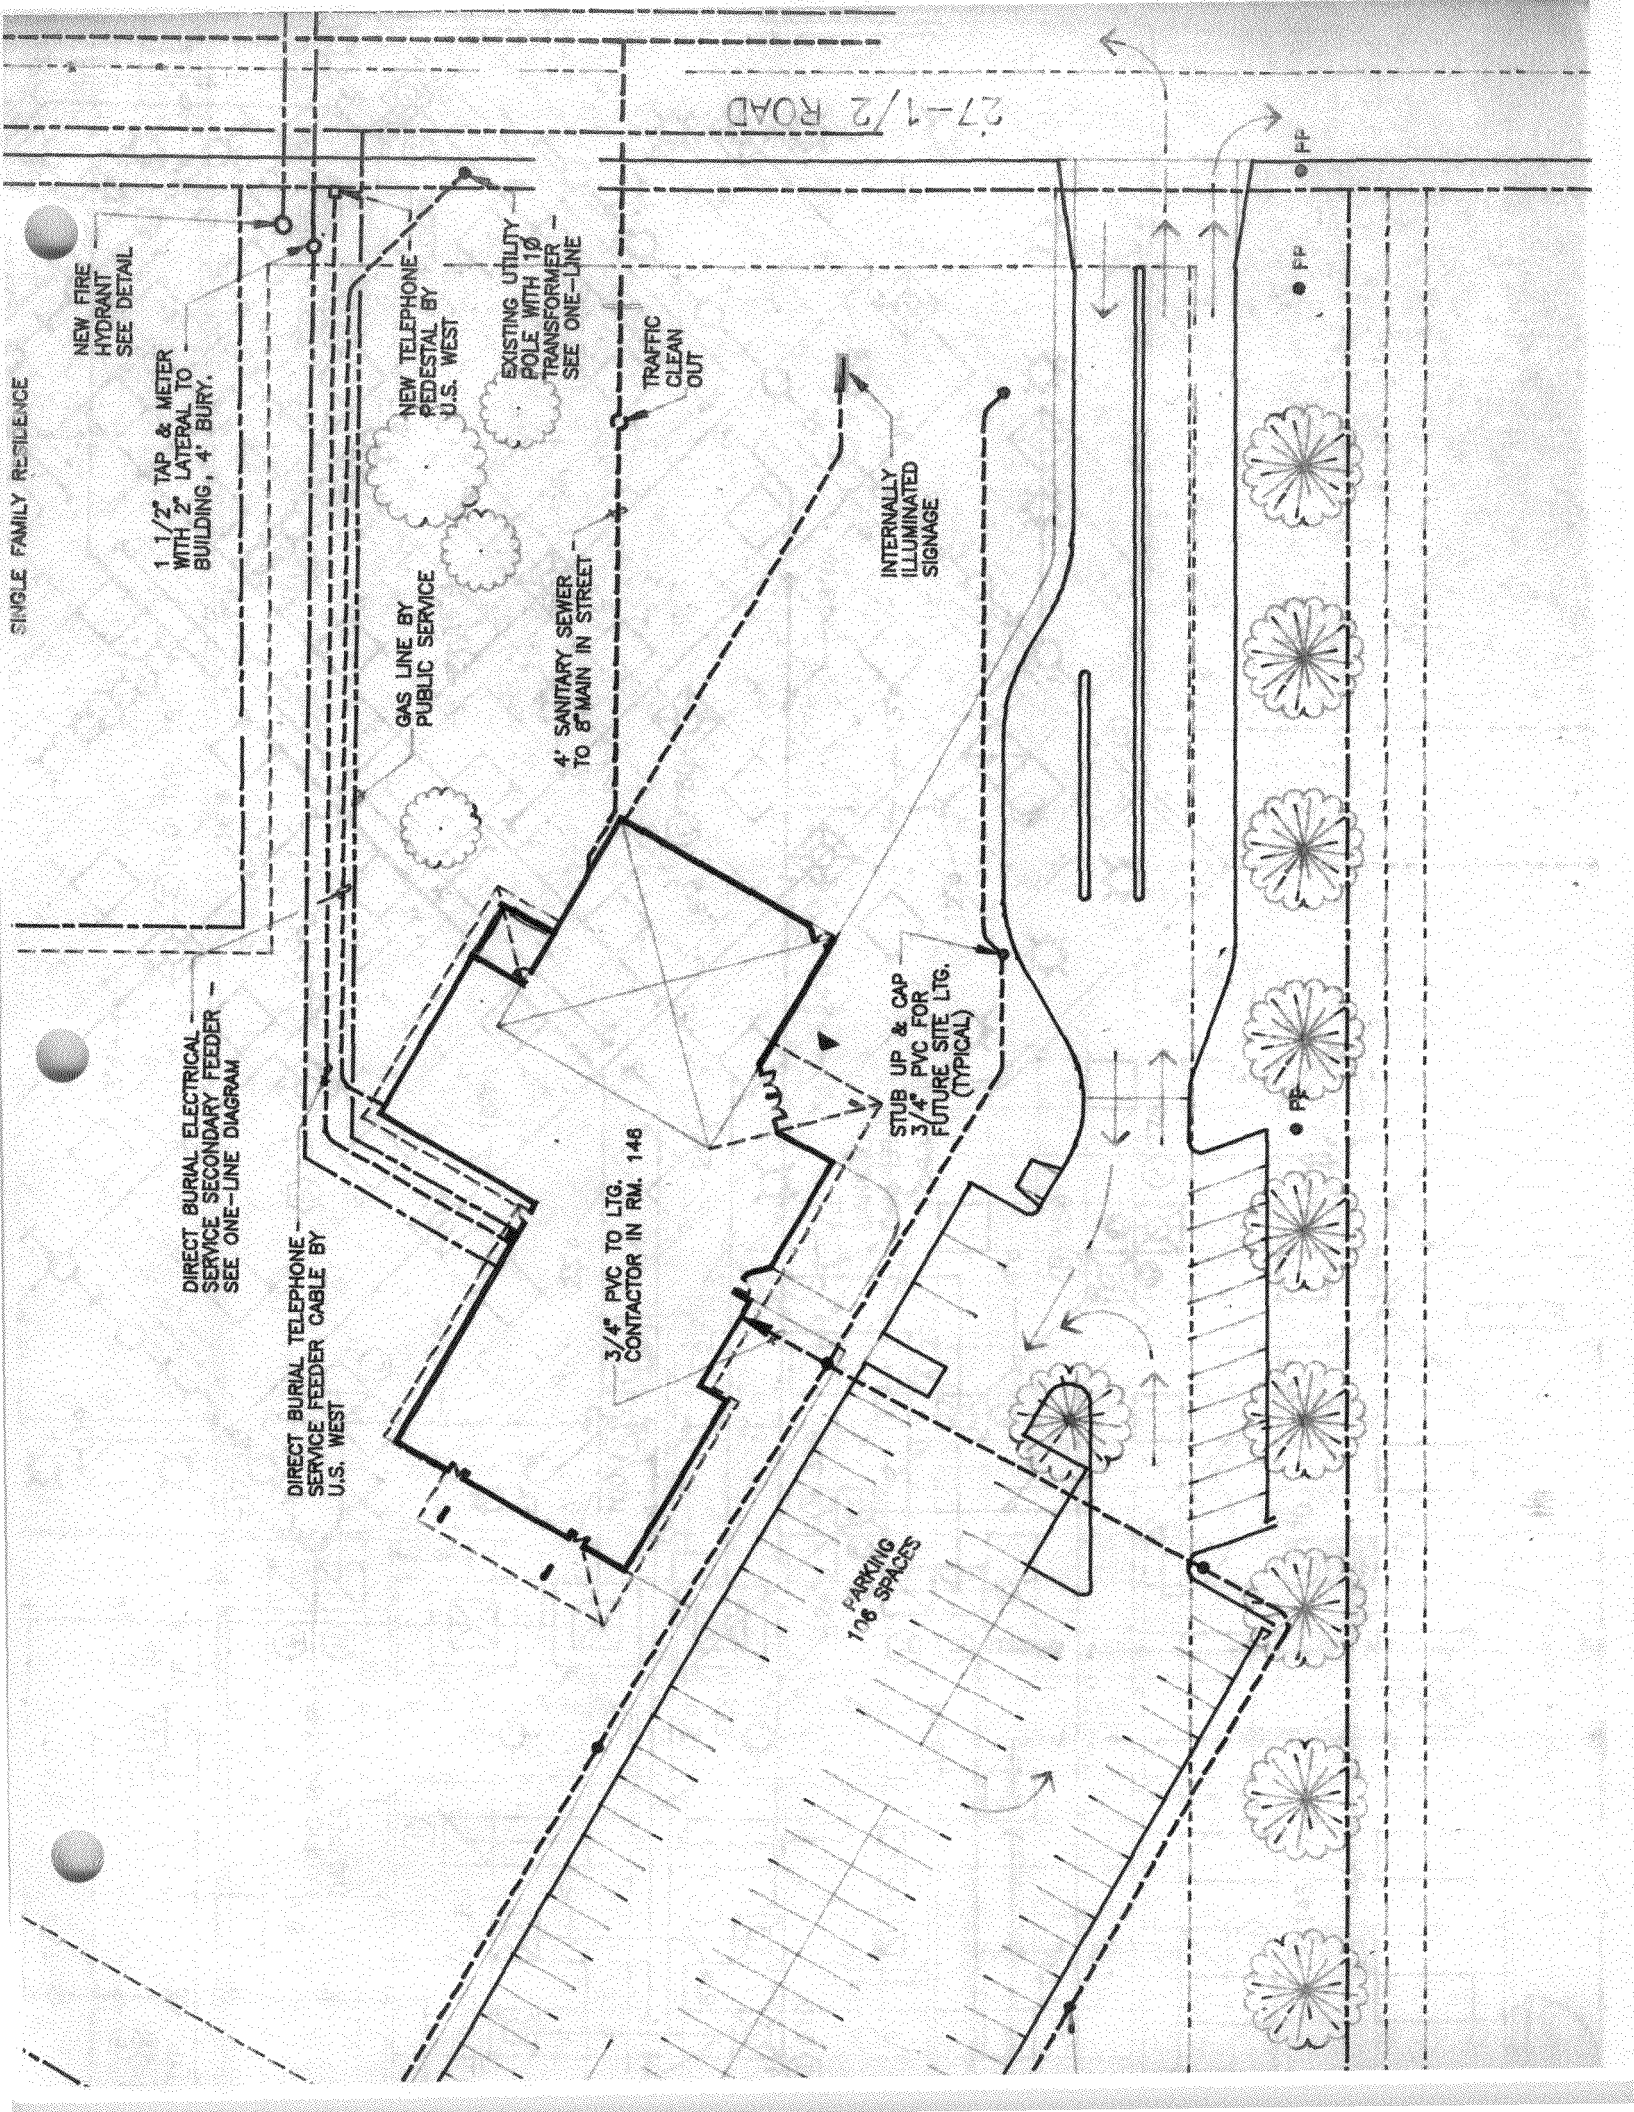 27-1/2 ROAD
SINGLE FAMILY RESILENCE
NEW FIRE
HYDRANT
SEE DETAIL
1 1/2" TAP & METER
WITH 2" LATERAL TO
BUILDING, 4' BURY.
NEW TELEPHONE
PEDESTAL BY
U.S. WEST
EXISTING UTILITY
POLE WITH 1Ø
TRANSFORMER
SEE ONE-LINE
TRAFFIC
CLEAN
OUT
GAS LINE BY
PUBLIC SERVICE
4' SANITARY SEWER
TO 8" MAIN IN STREET
INTERNALLY
ILLUMINATED
SIGNAGE
FP
FP
DIRECT BURIAL ELECTRICAL
SERVICE SECONDARY FEEDER
SEE ONE-LINE DIAGRAM
DIRECT BURIAL TELEPHONE
SERVICE FEEDER CABLE BY
U.S. WEST
3/4" PVC TO LTG.
CONTACTOR IN RM. 146
STUB UP & CAP
3/4" PVC FOR
FUTURE SITE LTG.
(TYPICAL)
FP
PARKING
106 SPACES